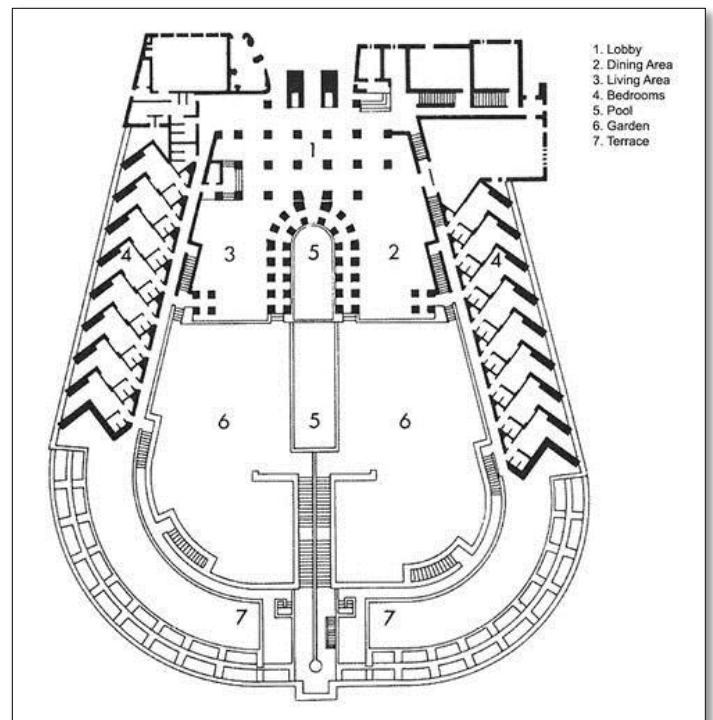 1. Lobby
2. Dining Area
3. Living Area
4. Bedrooms
5. Pool
6. Garden
7. Terrace
1
3
5
2
4
4
6
5
6
7
7